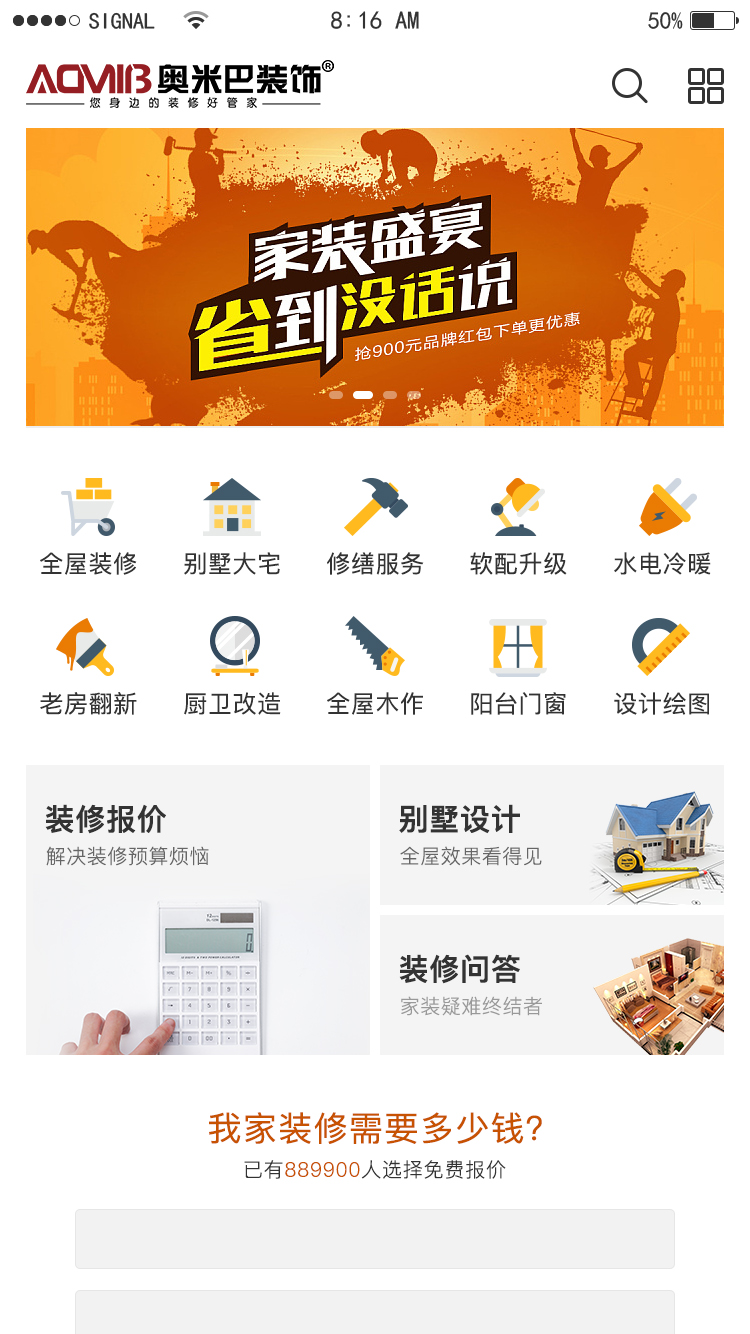 SIGNAL 8:16 AM 50%
AOMIB 奥米巴装饰®
您身边的装修好管家
家装盛宴
省到没话说
抢900元品牌红包下单更优惠
全屋装修 别墅大宅 修缮服务 软配升级 水电冷暖
老房翻新 厨卫改造 全屋木作 阳台门窗 设计绘图
装修报价
解决装修预算烦恼
别墅设计
全屋效果看得见
装修问答
家装疑难终结者
我家装修需要多少钱?
已有889900人选择免费报价